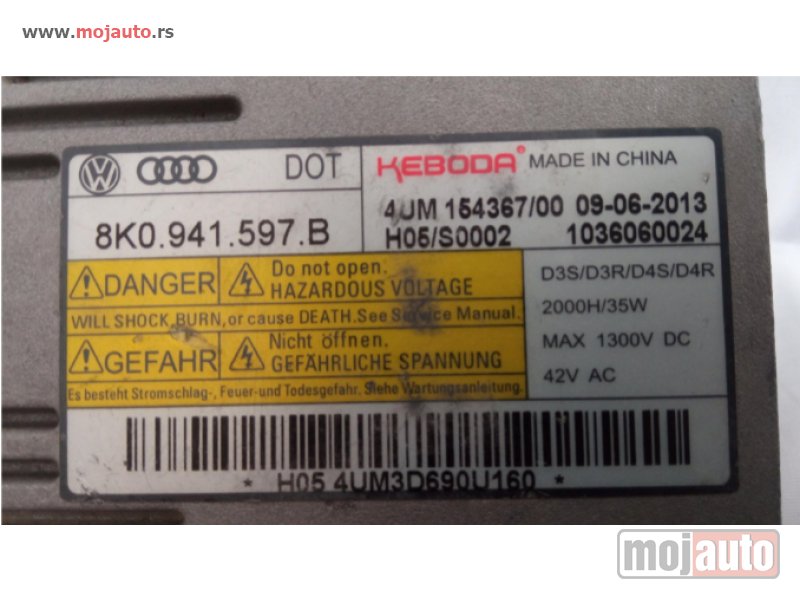 www.mojauto.rs
DOT
KEBODA® MADE IN CHINA
8K0.941.597.B
4UM 154367/00 09-06-2013
H05/S0002 1036060024
DANGER
Do not open.
HAZARDOUS VOLTAGE
WILL SHOCK, BURN, or cause DEATH. See Service Manual.
GEFAHR
Nicht öffnen.
GEFÄHRLICHE SPANNUNG
Es besteht Stromschlag-, Feuer-und Todesgefahr. Siehe Wartungsanleitung.
D3S/D3R/D4S/D4R
2000H/35W
MAX 1300V DC
42V AC
* H05 4UM3D690U160 *
mojauto